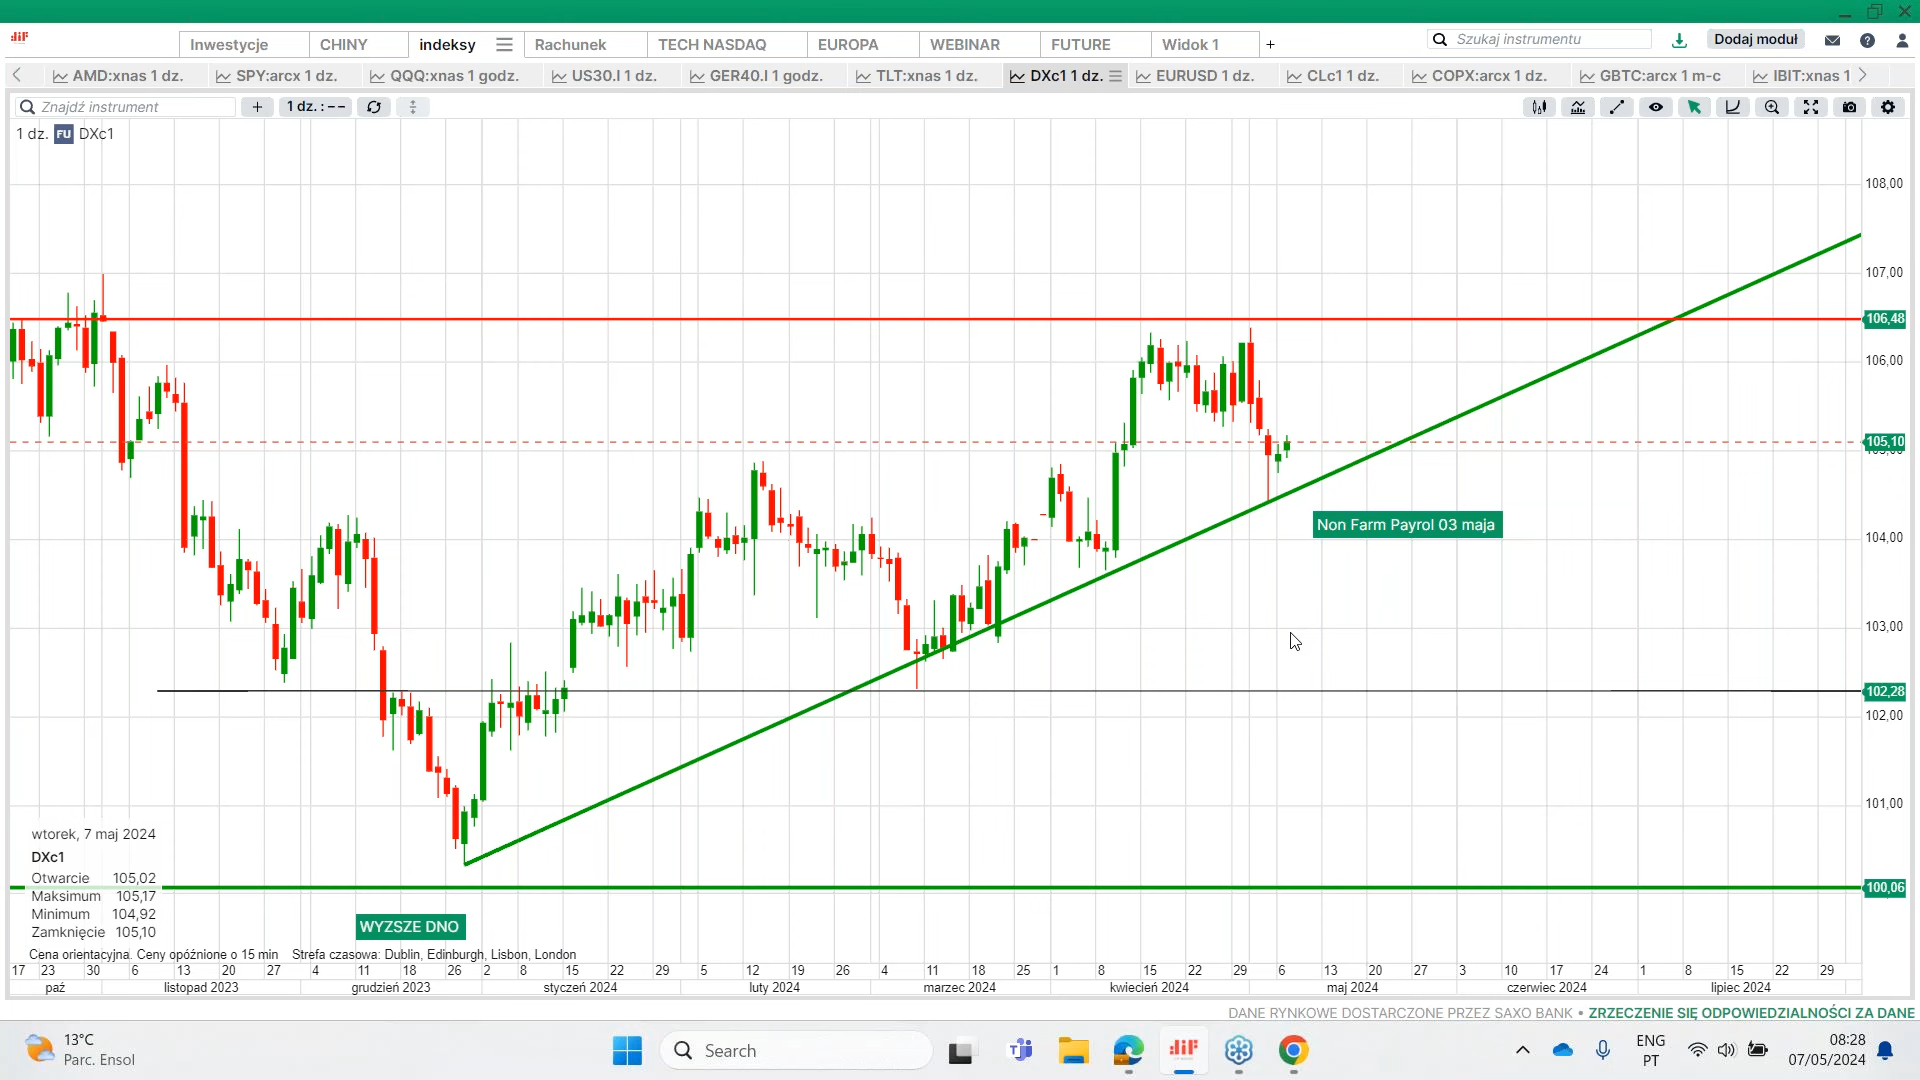 Inwestycje CHINY indeksy Rachunek TECH NASDAQ EUROPA WEBINAR FUTURE Widok 1 +
Szukaj instrumentu Dodaj moduł
AMD:xnas 1 dz. SPY:arcx 1 dz. QQQ:xnas 1 godz. US30.I 1 dz. GER40.I 1 godz. TLT:xnas 1 dz. DXc1 1 dz. EURUSD 1 dz. CLc1 1 dz. COPX:arcx 1 dz. GBTC:arcx 1 m-c IBIT:xnas 1
Znajdź instrument + 1 dz. : – –
1 dz. FU DXc1
108,00
107,00
106,48
106,00
105,10
105,00
Non Farm Payrol 03 maja
104,00
103,00
102,28
102,00
101,00
wtorek, 7 maj 2024
DXc1
Otwarcie 105,02
100,06
Maksimum 105,17
Minimum 104,92
Zamknięcie 105,10
WYZSZE DNO
Cena orientacyjna. Ceny opóźnione o 15 min Strefa czasowa: Dublin, Edinburgh, Lisbon, London
17 23 30 6 13 20 27 4 11 18 26 2 8 15 22 29 5 12 19 26 4 11 18 25 1 8 15 22 29 6 13 20 27 3 10 17 24 1 8 15 22 29
paź listopad 2023 grudzień 2023 styczeń 2024 luty 2024 marzec 2024 kwiecień 2024 maj 2024 czerwiec 2024 lipiec 2024
DANE RYNKOWE DOSTARCZONE PRZEZ SAXO BANK • ZRZECZENIE SIĘ ODPOWIEDZIALNOŚCI ZA DANE
13°C
Parc. Ensol
Search
ENG
PT
08:28
07/05/2024